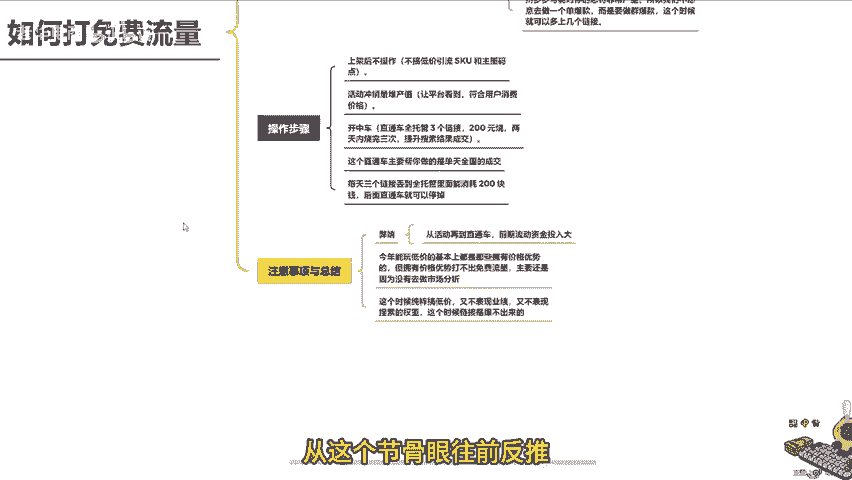 意去做一个单爆款，而是要做群爆款，这个时候
就可以多上几个链接。
如何打免费流量
操作步骤
上架后不操作（不搞低价引流 SKU 和主图码
点）。
活动冲销量堆产值（让平台看到，符合用户消费
价格）。
开中车（直通车全托管 3 个链接，200 元烧，两
天内烧完三次，提升搜索结果成交）。
这个直通车主要帮你做的是单天全国的成交
每天三个链接丢到全托管里面能消耗 200 块
钱，后面直通车就可以停掉
注意事项与总结
弊端
从活动再到直通车，前期流动资金投入大
今年能玩低价的基本上都是那些拥有价格优势
的，但拥有价格优势打不出免费流量，主要还是
因为没有去做市场分析
这个时候纯粹搞低价，又不表现业绩，又不表现
搜索的权重，这个时候链接是爆不出来的
从这个节骨眼往前反推